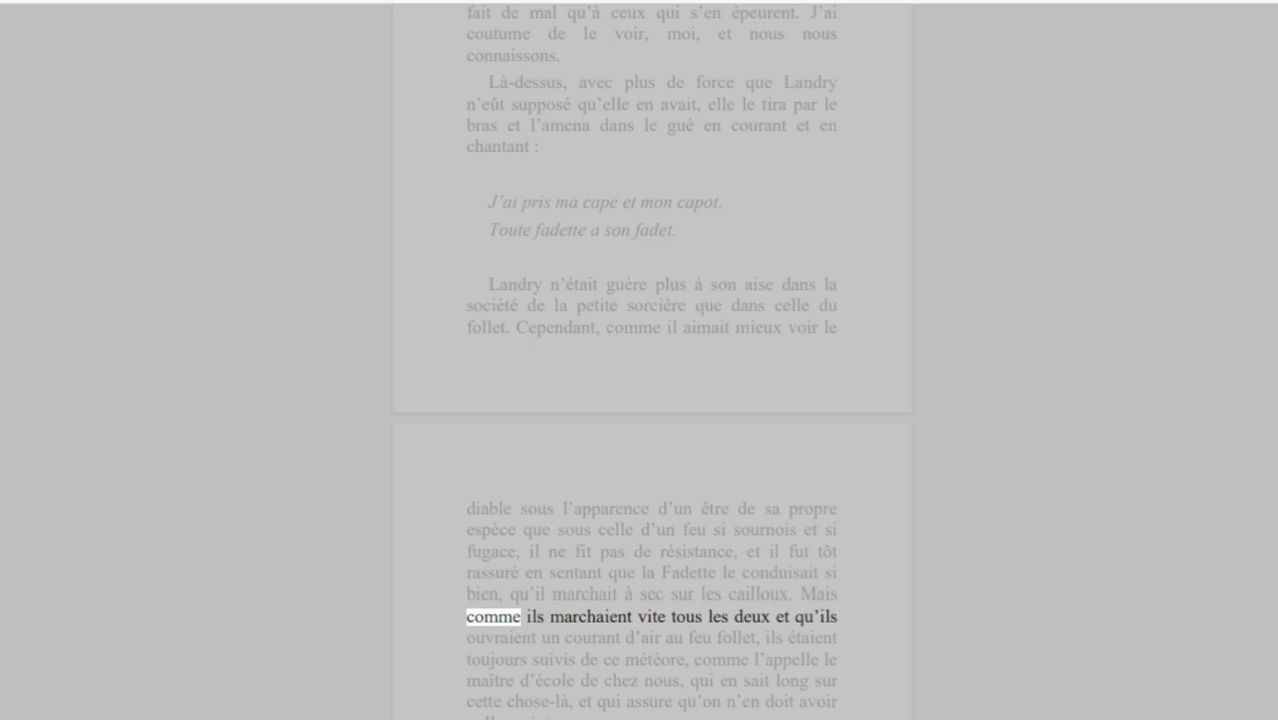 fait de mal qu'à ceux qui s'en épeurent. J'ai
coutume de le voir, moi, et nous nous
connaissons.
Là-dessus, avec plus de force que Landry
n'eût supposé qu'elle en avait, elle le tira par le
bras et l'amena dans le gué en courant et en
chantant :
J'ai pris ma cape et mon capot.
Toute fadette a son fadet.
Landry n'était guère plus à son aise dans la
société de la petite sorcière que dans celle du
follet. Cependant, comme il aimait mieux voir le
diable sous l'apparence d'un être de sa propre
espèce que sous celle d'un feu si sournois et si
fugace, il ne fit pas de résistance, et il fut tôt
rassuré en sentant que la Fadette le conduisait si
bien, qu'il marchait à sec sur les cailloux. Mais
comme ils marchaient vite tous les deux et qu'ils
ouvraient un courant d'air au feu follet, ils étaient
toujours suivis de ce météore, comme l'appelle le
maître d'école de chez nous, qui en sait long sur
cette chose-là, et qui assure qu'on n'en doit avoir